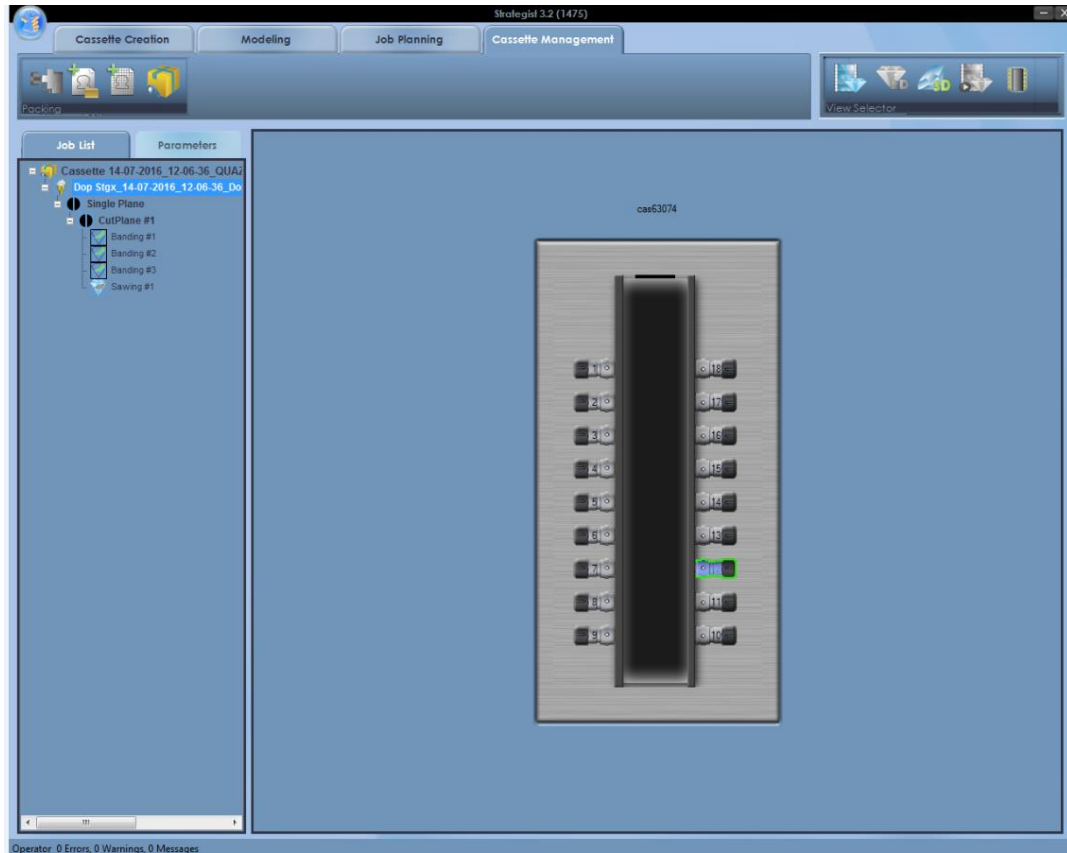 Strategist 3.2 (1475)
Cassette Creation
Modeling
Job Planning
Cassette Management
Packing
View Selector
Job List
Parameters
Cassette 14-07-2016_12-06-36_QUAZ
Dop Stgx_14-07-2016_12-06-36_Do
Single Plane
CutPlane #1
Banding #1
Banding #2
Banding #3
Sawing #1
cas63074
1 18
2 17
3 16
4 15
5 14
6 13
7
8 11
9 10
Operator 0 Errors, 0 Warnings, 0 Messages